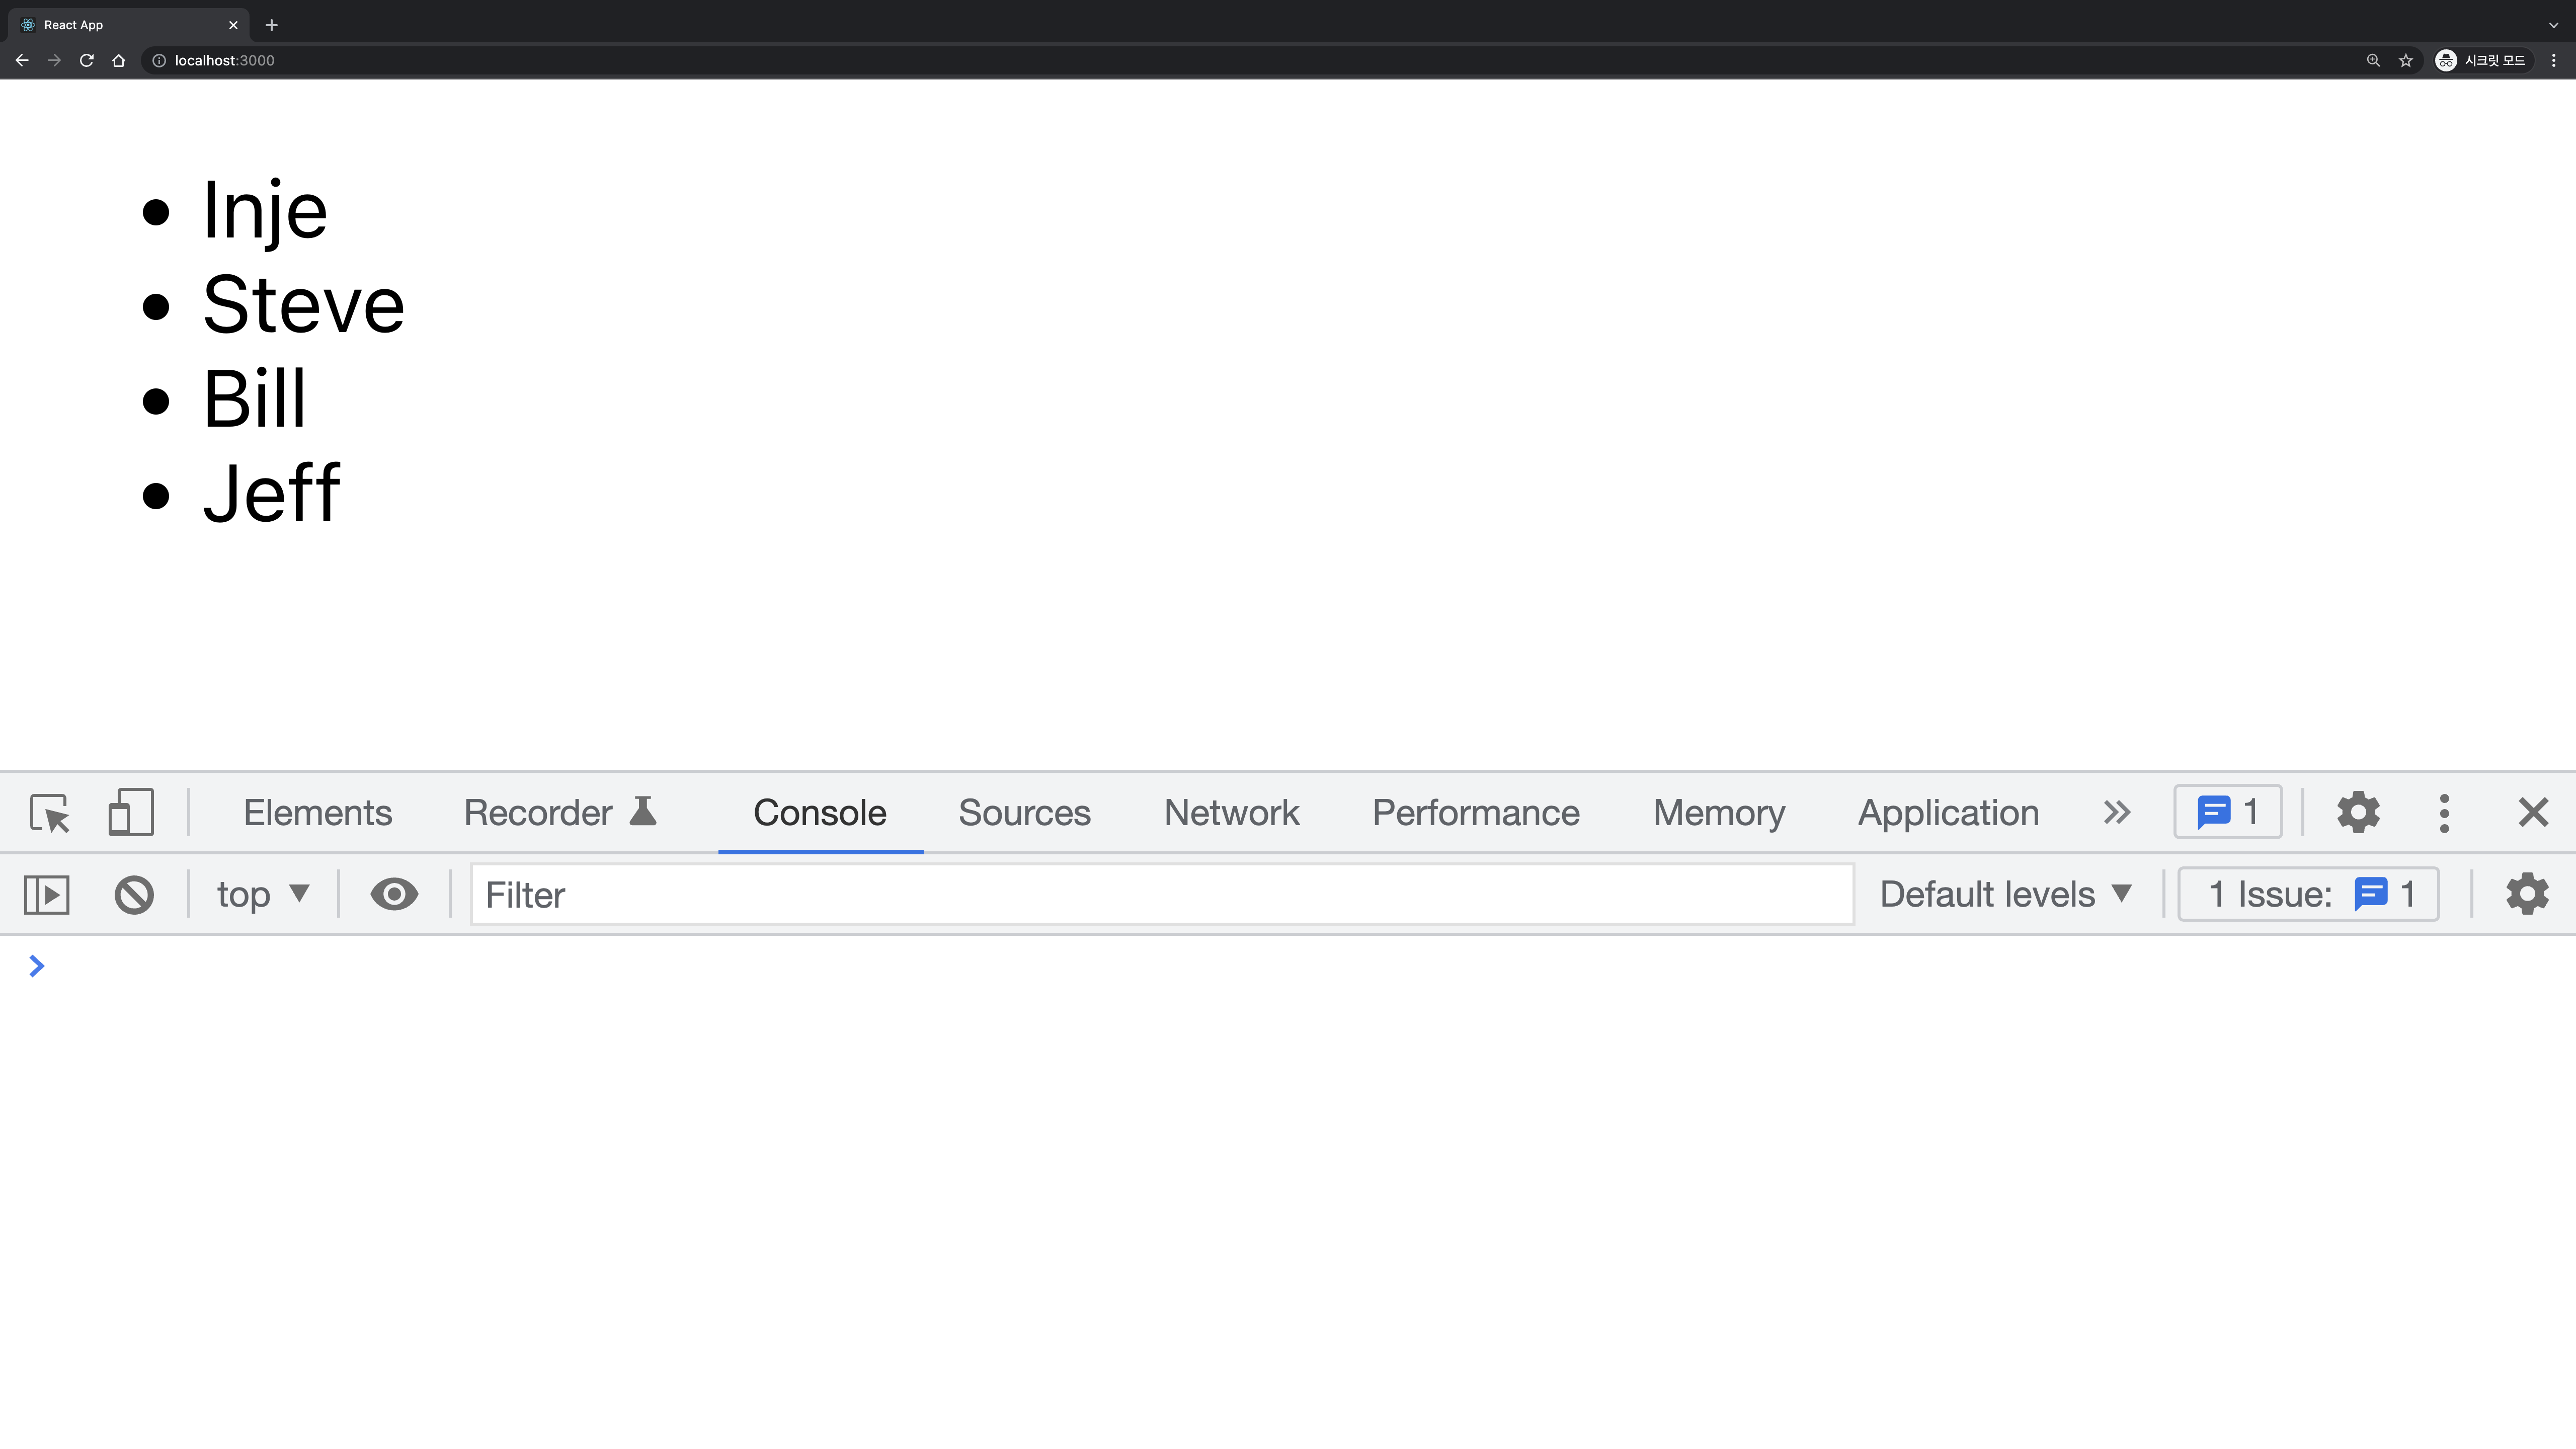 React App
localhost:3000
시크릿 모드
Inje
Steve
Bill
Jeff
Elements Recorder Console Sources Network Performance Memory Application 1
top Filter Default levels 1 Issue: 1